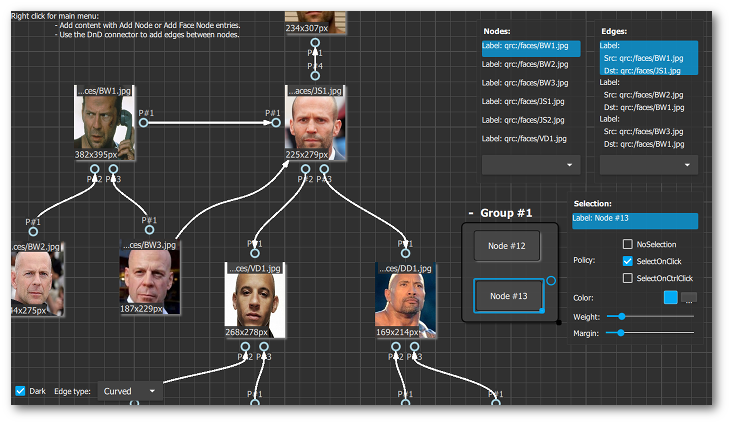 Right click for main menu:
- Add content with Add Node or Add Face Node entries.
- Use the DnD connector to add edges between nodes.
234x307px
P#1
P#4
...ces/BW1.jpg
P#1
382x395px
P#2 P#3
...aces/JS1.jpg
P#1
225x279px
P#2 P#3
P#1
...ces/BW2.jpg
44x275px
P#1
...ces/BW3.jpg
187x229px
P#1
...ces/VD1.jpg
268x278px
P#2 P#3
P#1
...ces/DD1.jpg
169x214px
P#2 P#3
P#1
P#1
P#1
Dark
Edge type:
Curved
Nodes:
Label: qrc:/faces/BW1.jpg
Label: qrc:/faces/BW2.jpg
Label: qrc:/faces/BW3.jpg
Label: qrc:/faces/JS1.jpg
Label: qrc:/faces/JS2.jpg
Label: qrc:/faces/VD1.jpg
Edges:
Label:
Src: qrc:/faces/BW1.jpg
Dst: qrc:/faces/JS1.jpg
Label:
Src: qrc:/faces/BW2.jpg
Dst: qrc:/faces/BW1.jpg
Label:
Src: qrc:/faces/BW3.jpg
Dst: qrc:/faces/BW1.jpg
- Group #1
Node #12
Node #13
Selection:
Label: Node #13
Policy:
NoSelection
SelectOnClick
SelectOnCtrlClick
Color:
...
Weight:
Margin: